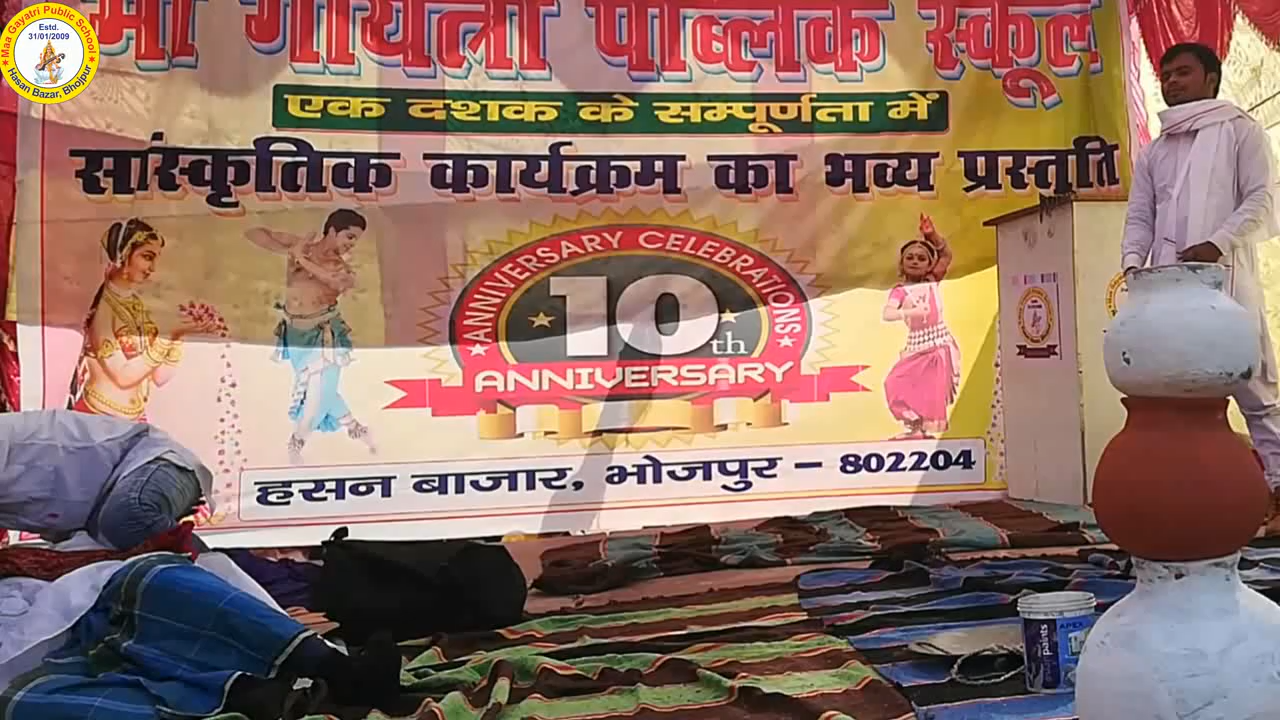 Maa Gayatri Public School
Estd.
31/01/2009
Hasan Bazar, Bhojpur
माँ गायत्री पब्लिक स्कूल
एक दशक के सम्पूर्णता में
सांस्कृतिक कार्यक्रम का भव्य प्रस्तुति
ANNIVERSARY CELEBRATIONS
10th
ANNIVERSARY
हसन बाजार, भोजपुर – 802204
paints
APEX